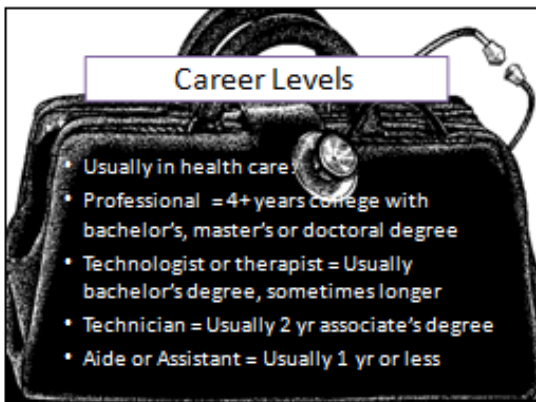 Career Levels
• Usually in health care:
• Professional = 4+ years college with
bachelor's, master's or doctoral degree
• Technologist or therapist = Usually
bachelor's degree, sometimes longer
• Technician = Usually 2 yr associate's degree
• Aide or Assistant = Usually 1 yr or less